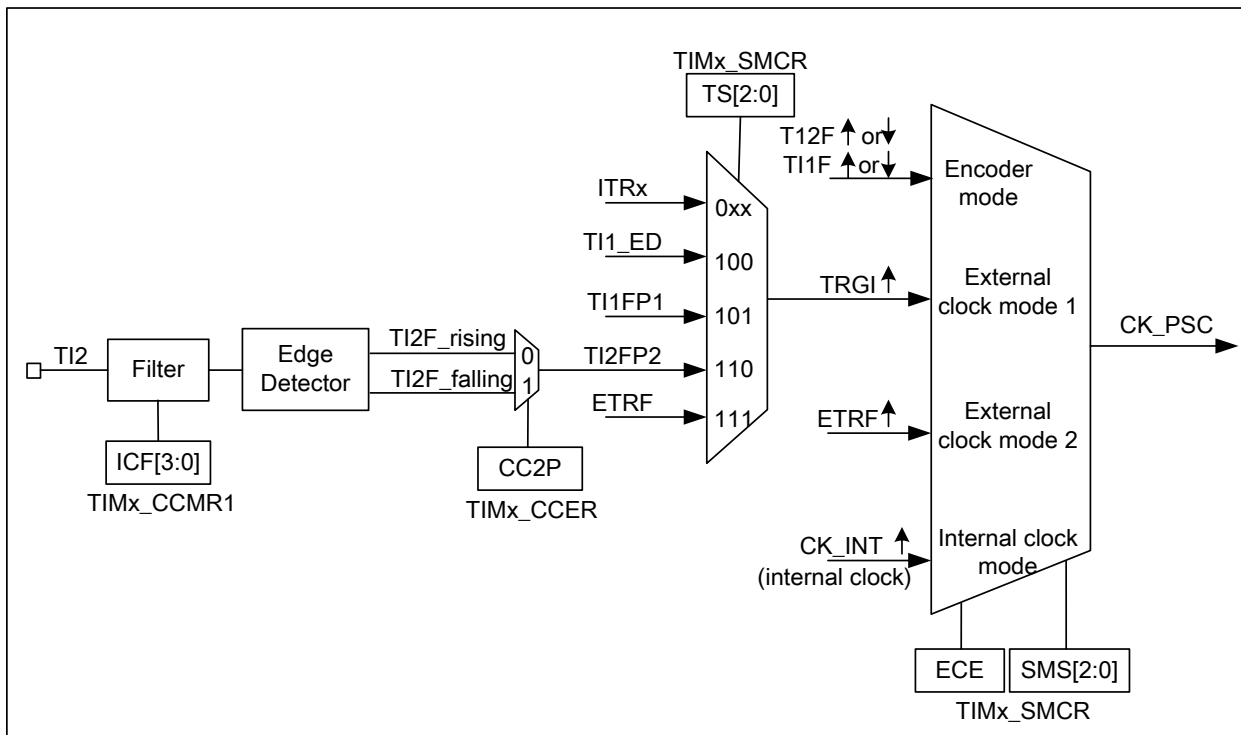 TIMx_SMCR
TS[2:0]
T12F or
TI1F or
Encoder
mode
ITRx
0xx
TI1_ED
100
TRGI
External
clock mode 1
TI1FP1
101
CK_PSC
TI2
Filter
Edge
Detector
TI2F_rising
TI2F_falling
0
1
TI2FP2
110
ETRF
111
ETRF
External
clock mode 2
ICF[3:0]
TIMx_CCMR1
CC2P
TIMx_CCER
CK_INT
(internal clock)
Internal clock
mode
ECE
SMS[2:0]
TIMx_SMCR